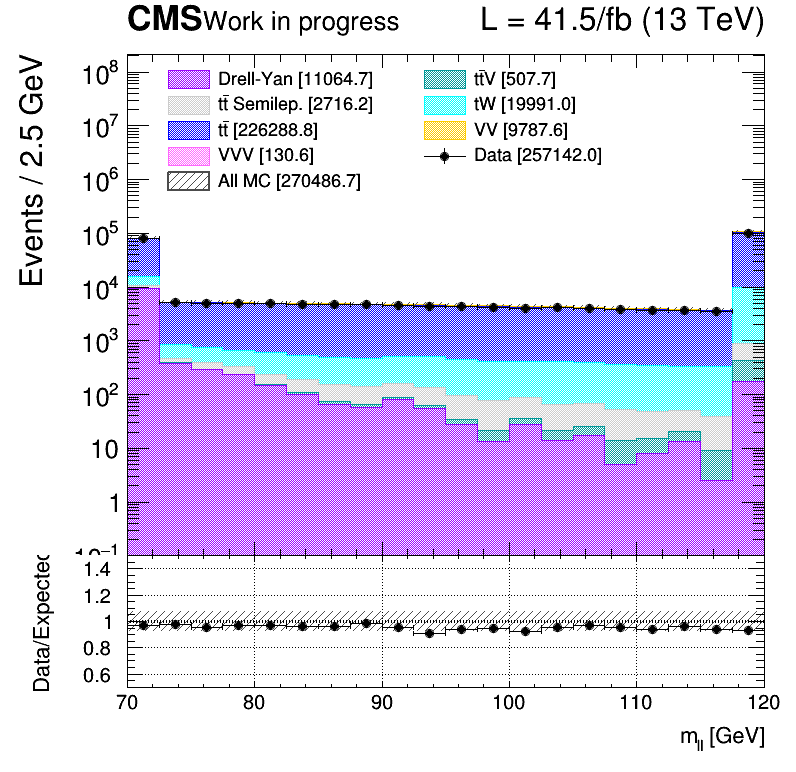 CMS Work in progress L = 41.5/fb (13 TeV)
Events / 2.5 GeV
Drell-Yan [11064.7]
tt̄ Semilep. [2716.2]
tt̄ [226288.8]
VVV [130.6]
All MC [270486.7]
tt̄V [507.7]
tW [19991.0]
VV [9787.6]
Data [257142.0]
10⁸
10⁷
10⁶
10⁵
10⁴
10³
10²
10
1
10⁻¹
Data/Expected
1.4
1.2
1
0.8
0.6
70 80 90 100 110 120
m_ll [GeV]